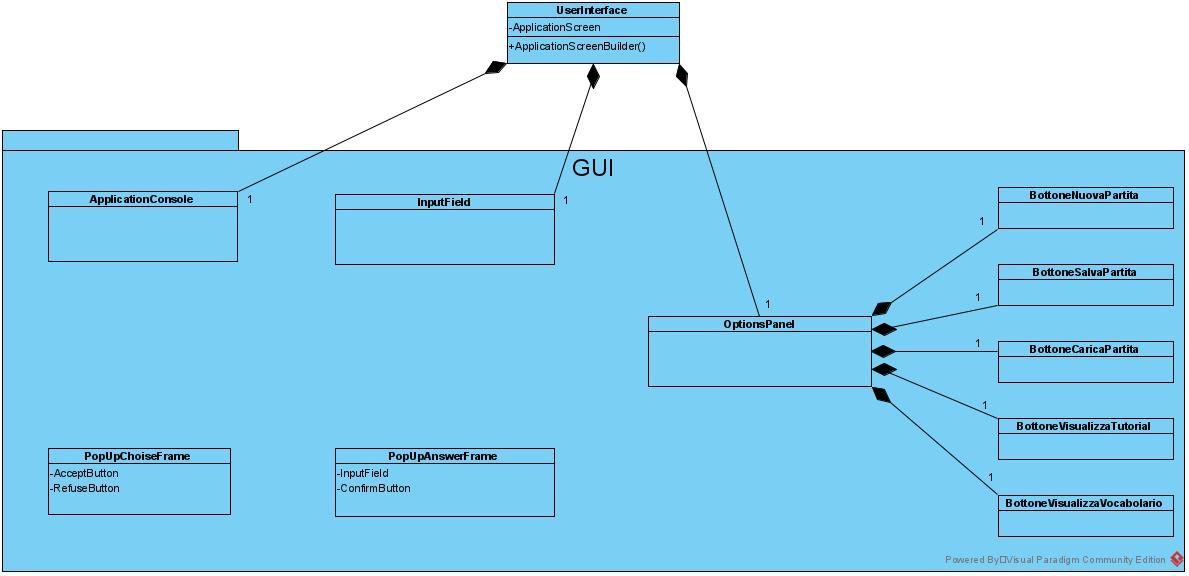 UserInterface
-ApplicationScreen
+ApplicationScreenBuilder()
GUI
ApplicationConsole
1
InputField
1
BottoneNuovaPartita
1
BottoneSalvaPartita
1
1
OptionsPanel
BottoneCaricaPartita
1
BottoneVisualizzaTutorial
1
BottoneVisualizzaVocabolario
1
PopUpChoiseFrame
-AcceptButton
-RefuseButton
PopUpAnswerFrame
-InputField
-ConfirmButton
Powered By Visual Paradigm Community Edition